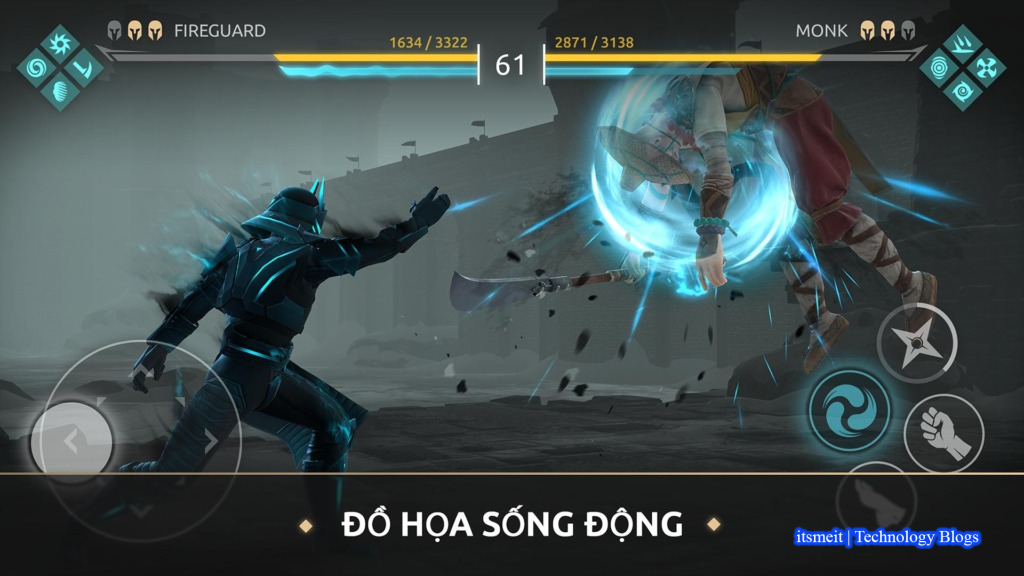 FIREGUARD
1634 / 3322
61
2871 / 3138
MONK
ĐỒ HỌA SỐNG ĐỘNG
itsmeit | Technology Blogs